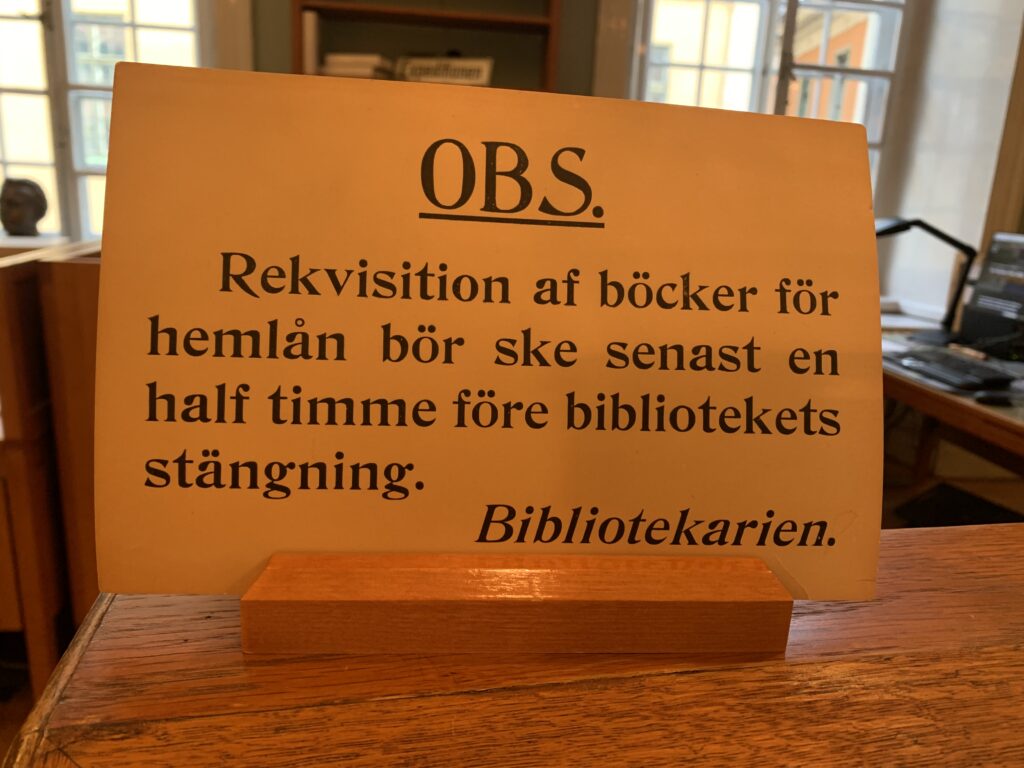 OBS.
Rekvisition af böcker för
hemlån bör ske senast en
half timme före bibliotekets
stängning.
Bibliotekarien.